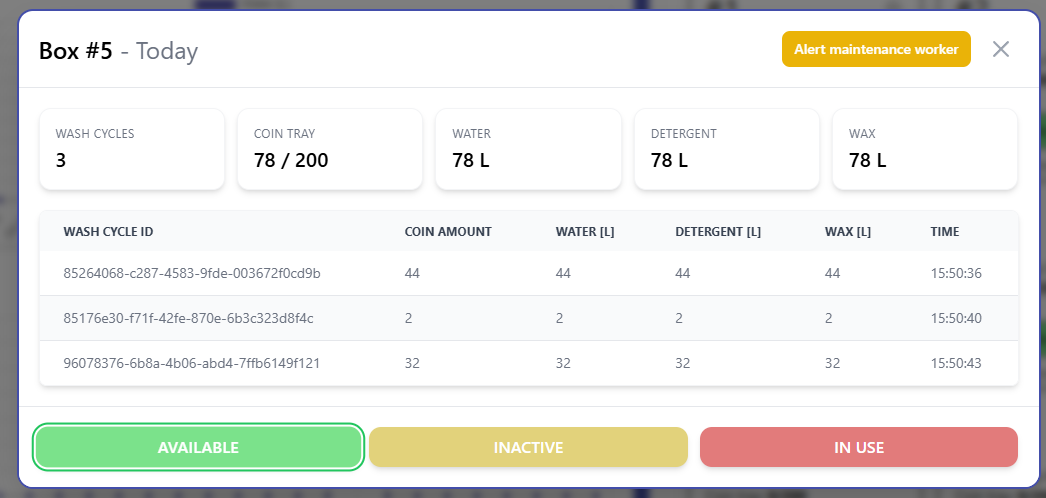 Box #5 - Today
Alert maintenance worker
WASH CYCLES
3
COIN TRAY
78 / 200
WATER
78 L
DETERGENT
78 L
WAX
78 L
WASH CYCLE ID COIN AMOUNT WATER [L] DETERGENT [L] WAX [L] TIME
85264068-c287-4583-9fde-003672f0cd9b 44 44 44 44 15:50:36
85176e30-f71f-42fe-870e-6b3c323d8f4c 2 2 2 2 15:50:40
96078376-6b8a-4b06-abd4-7ffb6149f121 32 32 32 32 15:50:43
AVAILABLE INACTIVE IN USE